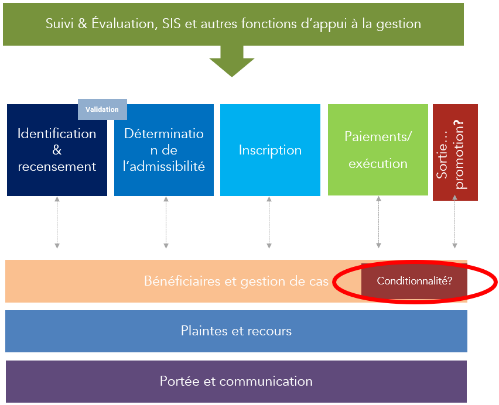 Suivi & Évaluation, SIS et autres fonctions d’appui à la gestion
Validation
Identification
&
recensement
Déterminatio
n de
l’admissibilité
Inscription
Paiements/
exécution
Sortie…
promotion?
Bénéficiaires et gestion de cas
Conditionnalité?
Plaintes et recours
Portée et communication